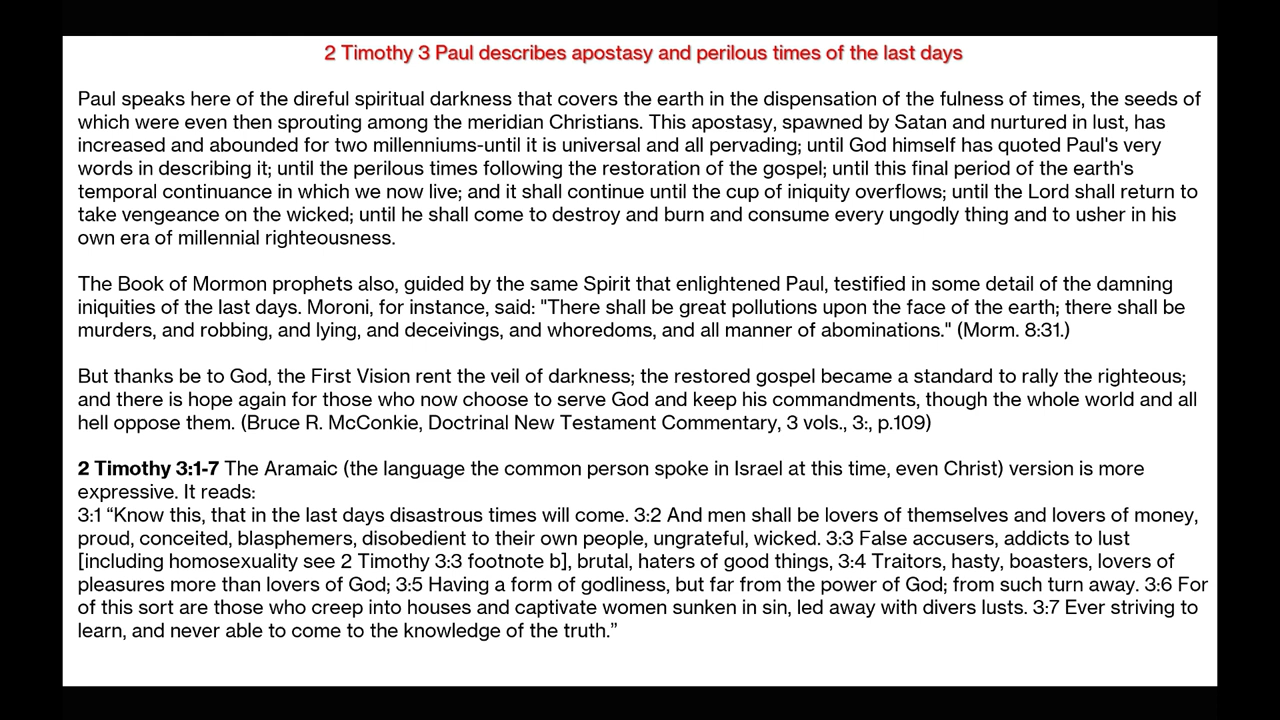 2 Timothy 3 Paul describes apostasy and perilous times of the last days
Paul speaks here of the direful spiritual darkness that covers the earth in the dispensation of the fulness of times, the seeds of
which were even then sprouting among the meridian Christians. This apostasy, spawned by Satan and nurtured in lust, has
increased and abounded for two millenniums-until it is universal and all pervading; until God himself has quoted Paul's very
words in describing it; until the perilous times following the restoration of the gospel; until this final period of the earth's
temporal continuance in which we now live; and it shall continue until the cup of iniquity overflows; until the Lord shall return to
take vengeance on the wicked; until he shall come to destroy and burn and consume every ungodly thing and to usher in his
own era of millennial righteousness.
The Book of Mormon prophets also, guided by the same Spirit that enlightened Paul, testified in some detail of the damning
iniquities of the last days. Moroni, for instance, said: "There shall be great pollutions upon the face of the earth; there shall be
murders, and robbing, and lying, and deceivings, and whoredoms, and all manner of abominations." (Morm. 8:31.)
But thanks be to God, the First Vision rent the veil of darkness; the restored gospel became a standard to rally the righteous;
and there is hope again for those who now choose to serve God and keep his commandments, though the whole world and all
hell oppose them. (Bruce R. McConkie, Doctrinal New Testament Commentary, 3 vols., 3:, p.109)
2 Timothy 3:1-7 The Aramaic (the language the common person spoke in Israel at this time, even Christ) version is more
expressive. It reads:
3:1 “Know this, that in the last days disastrous times will come. 3:2 And men shall be lovers of themselves and lovers of money,
proud, conceited, blasphemers, disobedient to their own people, ungrateful, wicked. 3:3 False accusers, addicts to lust
[including homosexuality see 2 Timothy 3:3 footnote b], brutal, haters of good things, 3:4 Traitors, hasty, boasters, lovers of
pleasures more than lovers of God; 3:5 Having a form of godliness, but far from the power of God; from such turn away. 3:6 For
of this sort are those who creep into houses and captivate women sunken in sin, led away with divers lusts. 3:7 Ever striving to
learn, and never able to come to the knowledge of the truth.”